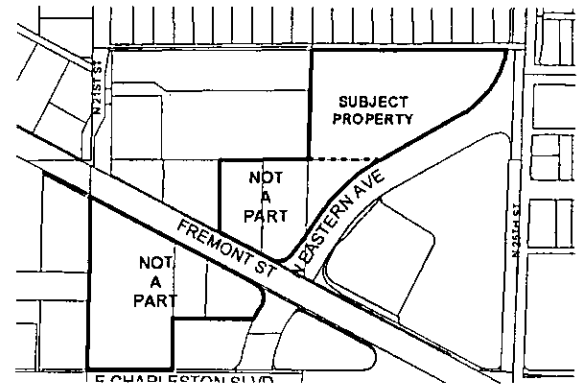 N 21ST ST
SUBJECT
PROPERTY
NOT
A
PART
N EASTERN AVE
FREMONT ST
N 25TH ST
NOT
A
PART
E CHARLESTON BLVD